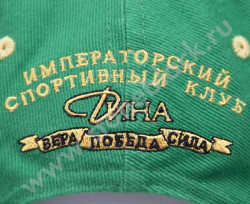 ИМПЕРАТОРСКИЙ
СПОРТИВНЫЙ КЛУБ
ДИНА
ВЕРА ПОБЕДА СИЛА